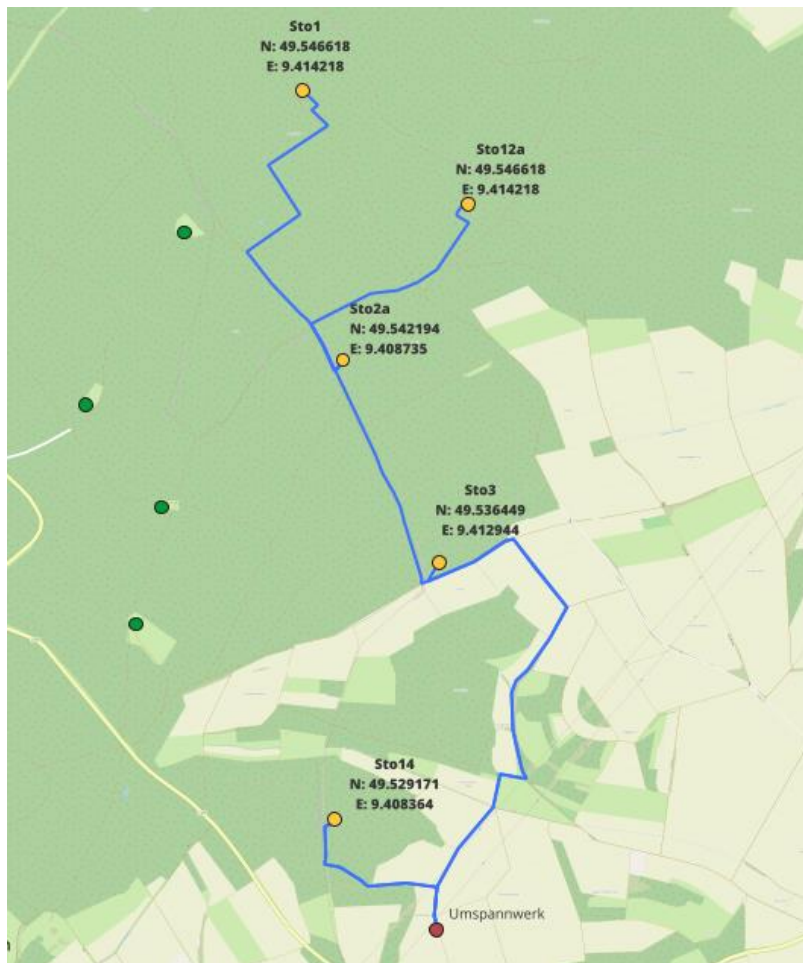 Sto1
N: 49.546618
E: 9.414218
Sto12a
N: 49.546618
E: 9.414218
Sto2a
N: 49.542194
E: 9.408735
Sto3
N: 49.536449
E: 9.412944
Sto14
N: 49.529171
E: 9.408364
Umspannwerk